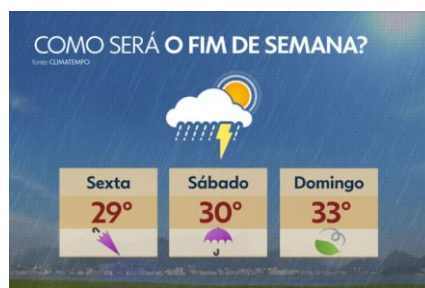 COMO SERÁ O FIM DE SEMANA?
fonte: CLIMATEMPO
Sexta Sábado Domingo
29° 30° 33°